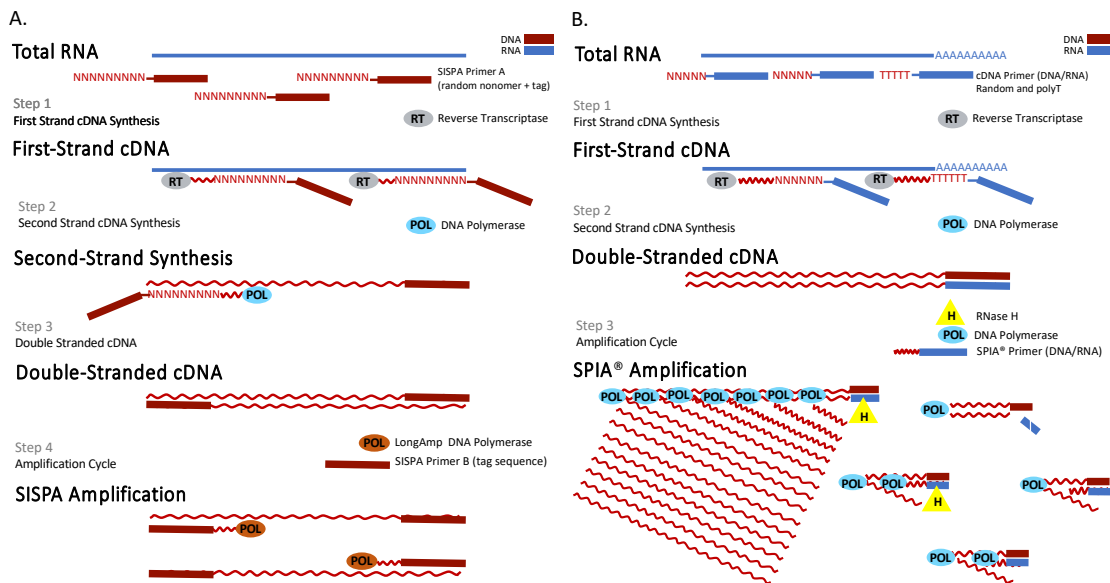 A.
DNA
RNA
Total RNA
NNNNNNNNN
NNNNNNNNN
NNNNNNNNN
SISPA Primer A
(random nonomer + tag)
Step 1
First Strand cDNA Synthesis
RT
Reverse Transcriptase
First-Strand cDNA
RT
NNNNNNNNN
RT
NNNNNNNNN
Step 2
Second Strand cDNA Synthesis
POL
DNA Polymerase
Second-Strand Synthesis
NNNNNNNNN
POL
Step 3
Double Stranded cDNA
Double-Stranded cDNA
Step 4
Amplification Cycle
POL
LongAmp DNA Polymerase
SISPA Primer B (tag sequence)
SISPA Amplification
POL
POL
B.
DNA
RNA
Total RNA
AAAAAAAAAA
NNNNN
NNNNN
TTTTT
cDNA Primer (DNA/RNA)
Random and polyT
Step 1
First Strand cDNA Synthesis
RT
Reverse Transcriptase
First-Strand cDNA
AAAAAAAAAA
RT
NNNNNN
RT
TTTTTT
Step 2
Second Strand cDNA Synthesis
POL
DNA Polymerase
Double-Stranded cDNA
H
RNase H
Step 3
Amplification Cycle
POL
DNA Polymerase
SPIA® Primer (DNA/RNA)
SPIA® Amplification
POL
POL
POL
POL
POL
POL
POL
H
POL
POL
POL
H
POL
POL
POL